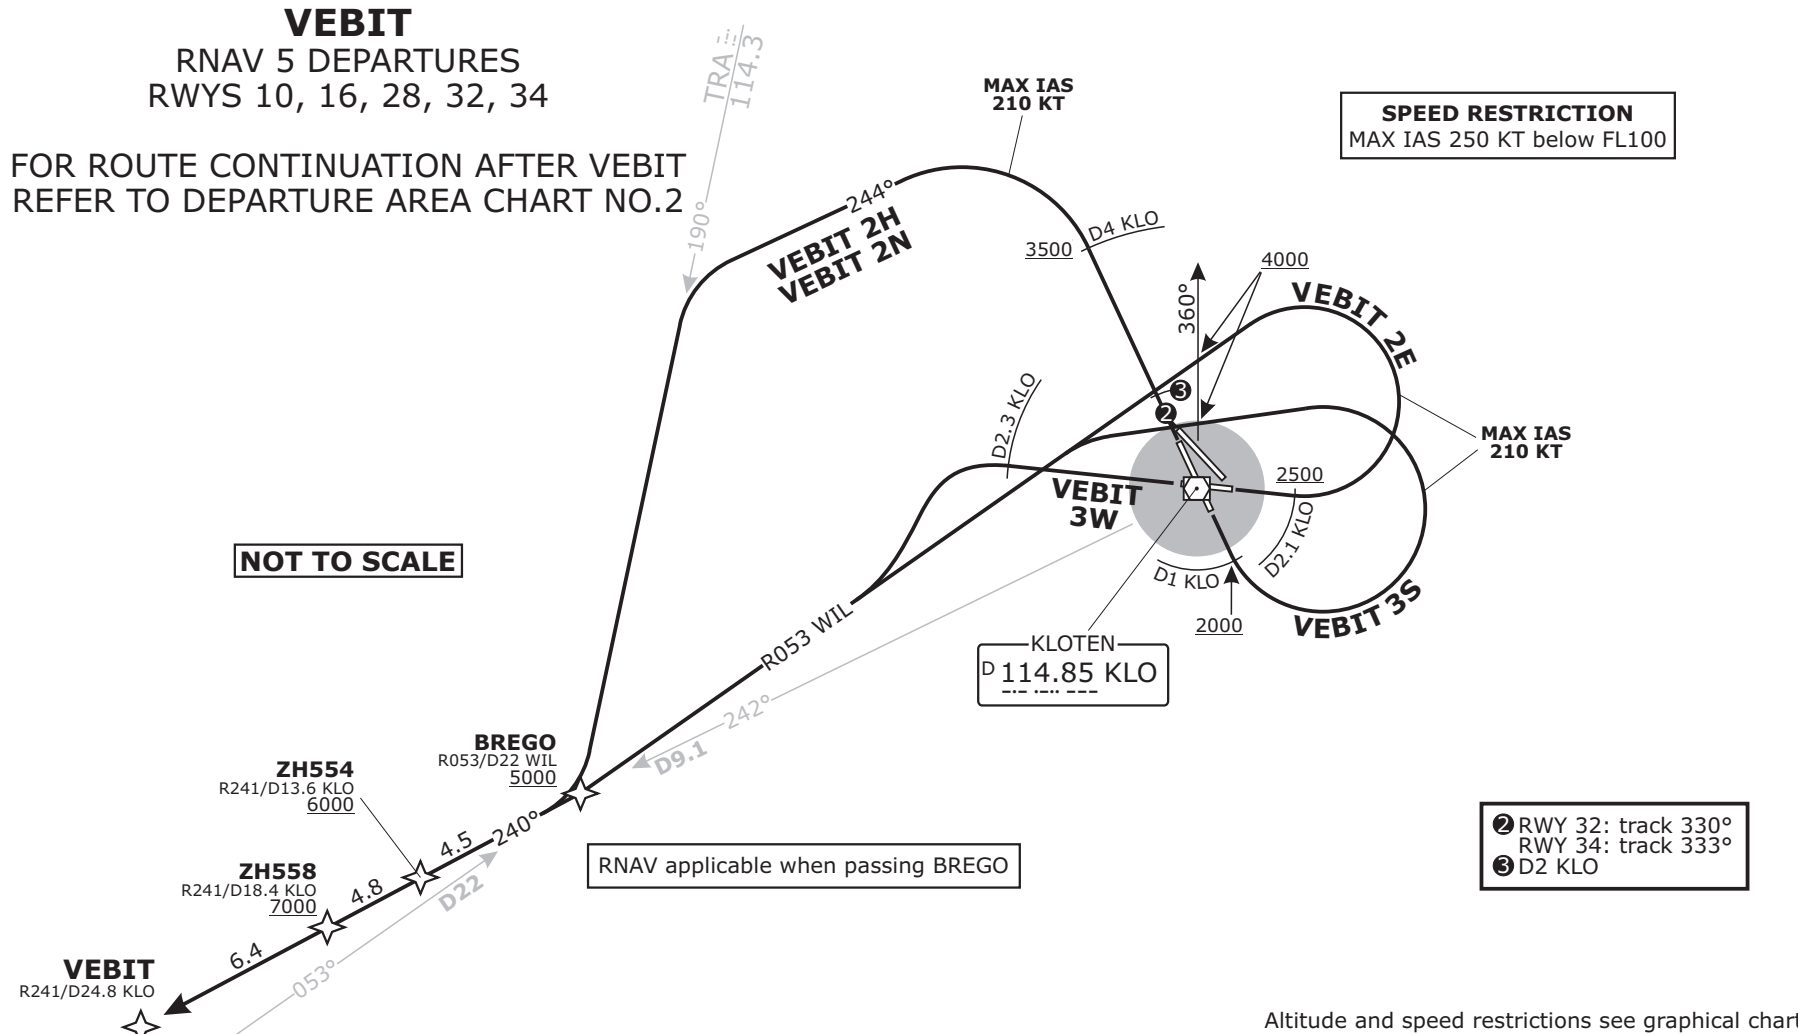 VEBIT
RNAV 5 DEPARTURES
RWYS 10, 16, 28, 32, 34
FOR ROUTE CONTINUATION AFTER VEBIT
REFER TO DEPARTURE AREA CHART NO.2
TRA
114.3
190°
MAX IAS
210 KT
SPEED RESTRICTION
MAX IAS 250 KT below FL100
244°
VEBIT 2H
VEBIT 2N
D4 KLO
3500
4000
360°
VEBIT 2E
3
2
D2.3 KLO
MAX IAS
210 KT
VEBIT
3W
2500
D2.1 KLO
D1 KLO
2000
VEBIT 3S
NOT TO SCALE
R053 WIL
KLOTEN
D 114.85 KLO
242°
D9.1
BREGO
R053/D22 WIL
5000
ZH554
R241/D13.6 KLO
6000
240°
4.5
RNAV applicable when passing BREGO
2 RWY 32: track 330°
RWY 34: track 333°
3 D2 KLO
ZH558
R241/D18.4 KLO
7000
4.8
D22
6.4
053°
VEBIT
R241/D24.8 KLO
Altitude and speed restrictions see graphical chart